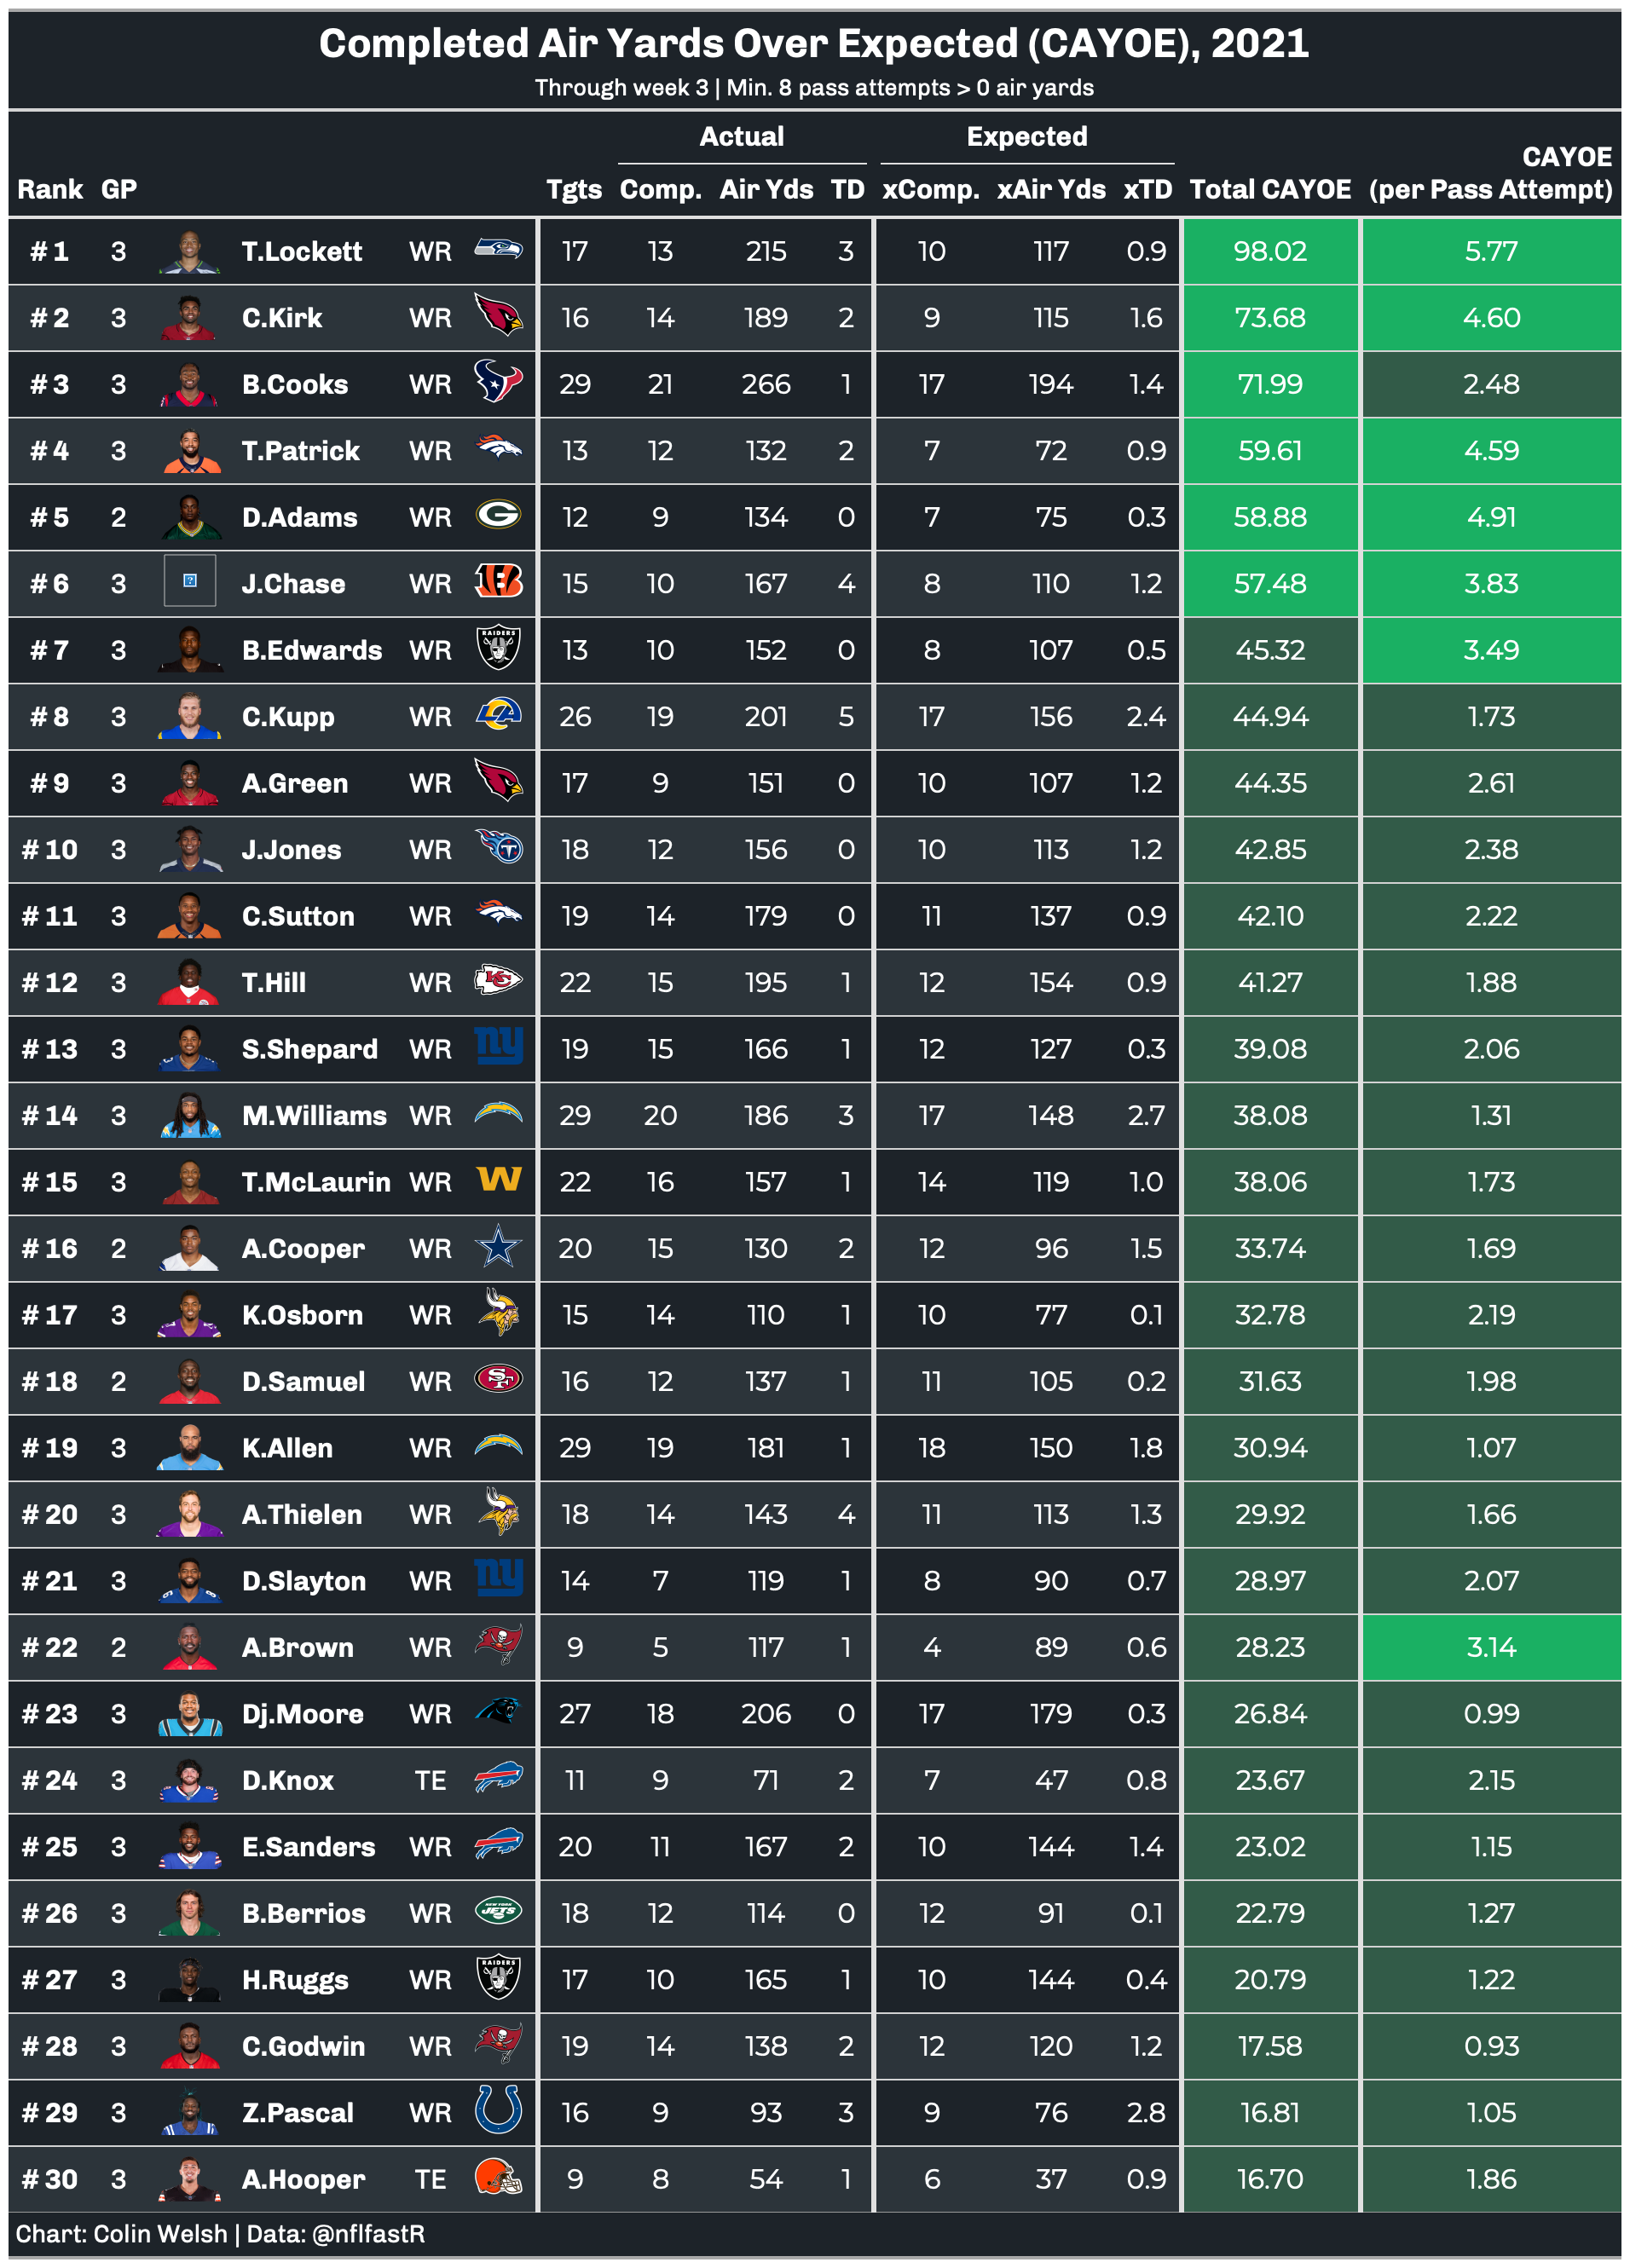 Completed Air Yards Over Expected (CAYOE), 2021
Through week 3 | Min. 8 pass attempts > 0 air yards
Actual Expected
CAYOE
Rank GP Tgts Comp. Air Yds TD xComp. xAir Yds xTD Total CAYOE (per Pass Attempt)
# 1 3 T.Lockett WR 17 13 215 3 10 117 0.9 98.02 5.77
# 2 3 C.Kirk WR 16 14 189 2 9 115 1.6 73.68 4.60
# 3 3 B.Cooks WR 29 21 266 1 17 194 1.4 71.99 2.48
# 4 3 T.Patrick WR 13 12 132 2 7 72 0.9 59.61 4.59
# 5 2 D.Adams WR G 12 9 134 0 7 75 0.3 58.88 4.91
# 6 3 J.Chase WR B 15 10 167 4 8 110 1.2 57.48 3.83
# 7 3 B.Edwards WR RAIDERS 13 10 152 0 8 107 0.5 45.32 3.49
# 8 3 C.Kupp WR LA 26 19 201 5 17 156 2.4 44.94 1.73
# 9 3 A.Green WR 17 9 151 0 10 107 1.2 44.35 2.61
# 10 3 J.Jones WR T 18 12 156 0 10 113 1.2 42.85 2.38
# 11 3 C.Sutton WR 19 14 179 0 11 137 0.9 42.10 2.22
# 12 3 T.Hill WR KC 22 15 195 1 12 154 0.9 41.27 1.88
# 13 3 S.Shepard WR ny 19 15 166 1 12 127 0.3 39.08 2.06
# 14 3 M.Williams WR 29 20 186 3 17 148 2.7 38.08 1.31
# 15 3 T.McLaurin WR W 22 16 157 1 14 119 1.0 38.06 1.73
# 16 2 A.Cooper WR 20 15 130 2 12 96 1.5 33.74 1.69
# 17 3 K.Osborn WR 15 14 110 1 10 77 0.1 32.78 2.19
# 18 2 D.Samuel WR SF 16 12 137 1 11 105 0.2 31.63 1.98
# 19 3 K.Allen WR 29 19 181 1 18 150 1.8 30.94 1.07
# 20 3 A.Thielen WR 18 14 143 4 11 113 1.3 29.92 1.66
# 21 3 D.Slayton WR ny 14 7 119 1 8 90 0.7 28.97 2.07
# 22 2 A.Brown WR 9 5 117 1 4 89 0.6 28.23 3.14
# 23 3 Dj.Moore WR 27 18 206 0 17 179 0.3 26.84 0.99
# 24 3 D.Knox TE 11 9 71 2 7 47 0.8 23.67 2.15
# 25 3 E.Sanders WR 20 11 167 2 10 144 1.4 23.02 1.15
# 26 3 B.Berrios WR NEW YORK JETS 18 12 114 0 12 91 0.1 22.79 1.27
# 27 3 H.Ruggs WR RAIDERS 17 10 165 1 10 144 0.4 20.79 1.22
# 28 3 C.Godwin WR 19 14 138 2 12 120 1.2 17.58 0.93
# 29 3 Z.Pascal WR 16 9 93 3 9 76 2.8 16.81 1.05
# 30 3 A.Hooper TE 9 8 54 1 6 37 0.9 16.70 1.86
Chart: Colin Welsh | Data: @nflfastR